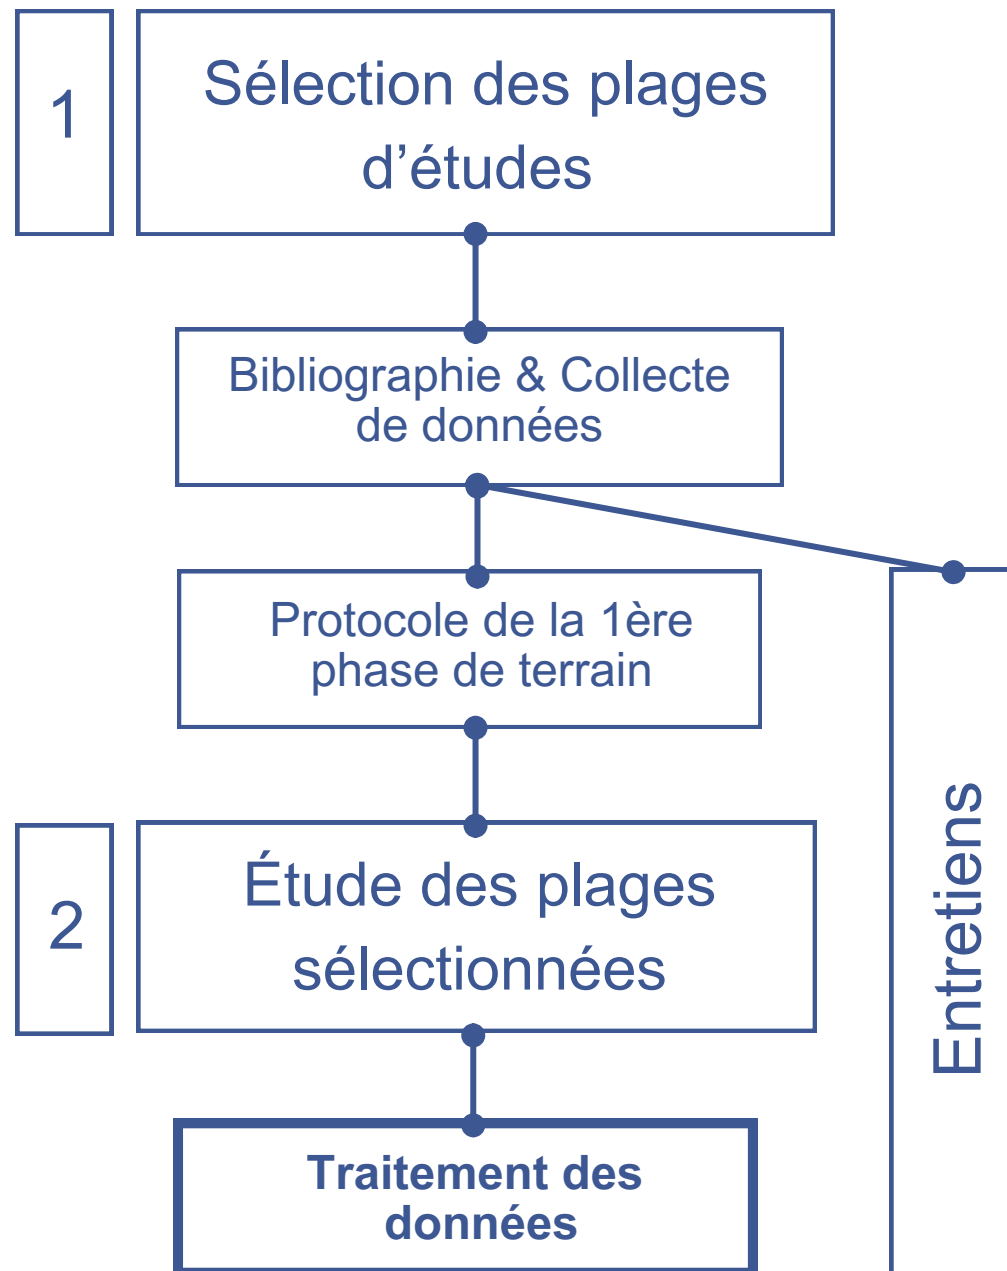 1
Sélection des plages
d’études
Bibliographie & Collecte
de données
Protocole de la 1ère
phase de terrain
2
Étude des plages
sélectionnées
Entretiens
Traitement des
données